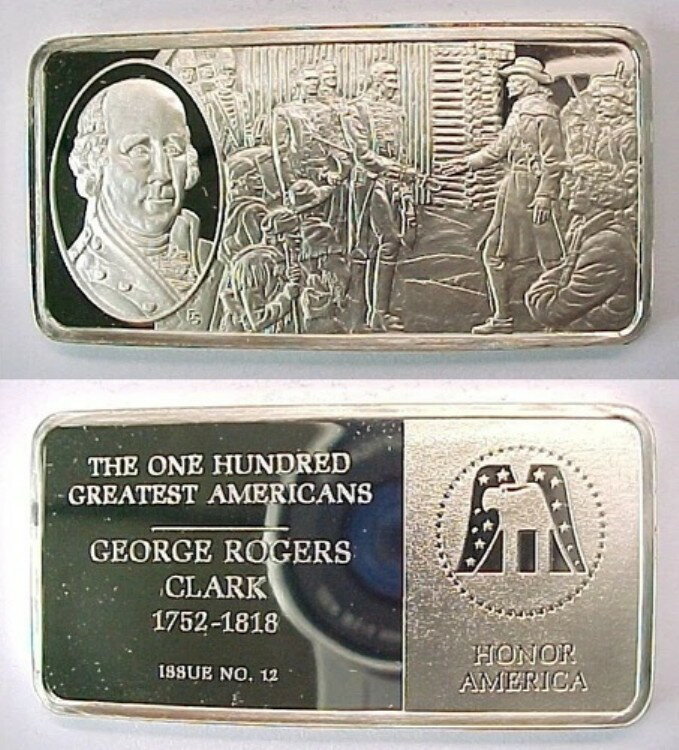 THE ONE HUNDRED
GREATEST AMERICANS
GEORGE ROGERS
CLARK
1752-1818
ISSUE NO. 12
HONOR
AMERICA